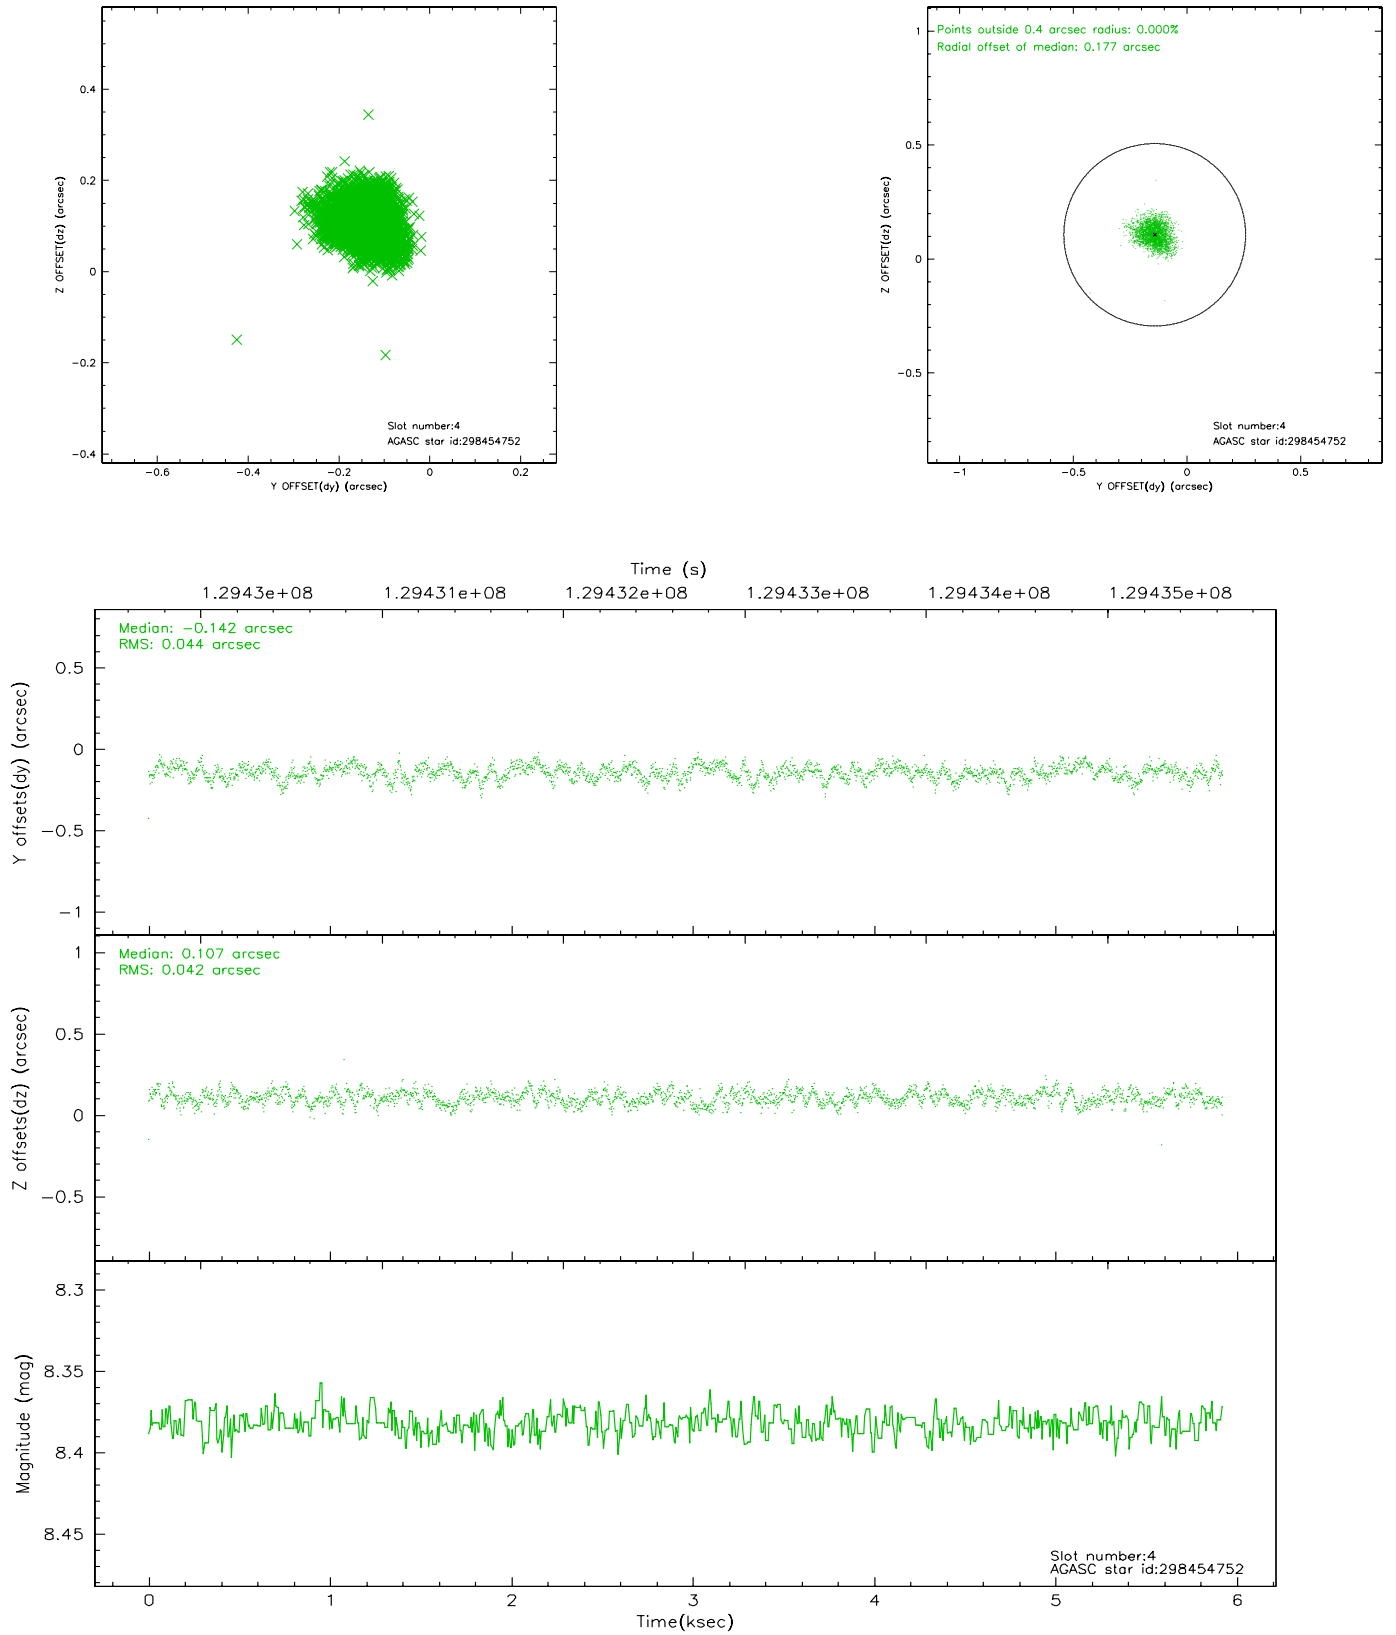 0.4
0.2
0
-0.2
-0.4
Z OFFSET(dz) (arcsec)
Slot number:4
AGASC star id:298454752
-0.6 -0.4 -0.2 0 0.2
Y OFFSET(dy) (arcsec)
Points outside 0.4 arcsec radius: 0.000%
Radial offset of median: 0.177 arcsec
1
0.5
0
-0.5
Z OFFSET(dz) (arcsec)
Slot number:4
AGASC star id:298454752
-1 -0.5 0 0.5
Y OFFSET(dy) (arcsec)
Time (s)
1.2943e+08 1.29431e+08 1.29432e+08 1.29433e+08 1.29434e+08 1.29435e+08
Median: -0.142 arcsec
RMS: 0.044 arcsec
0.5
0
-0.5
-1
Y offsets(dy) (arcsec)
Median: 0.107 arcsec
RMS: 0.042 arcsec
1
0.5
0
-0.5
Z offsets(dz) (arcsec)
8.3
8.35
8.4
8.45
Magnitude (mag)
Slot number:4
AGASC star id:298454752
0 1 2 3 4 5 6
Time(ksec)